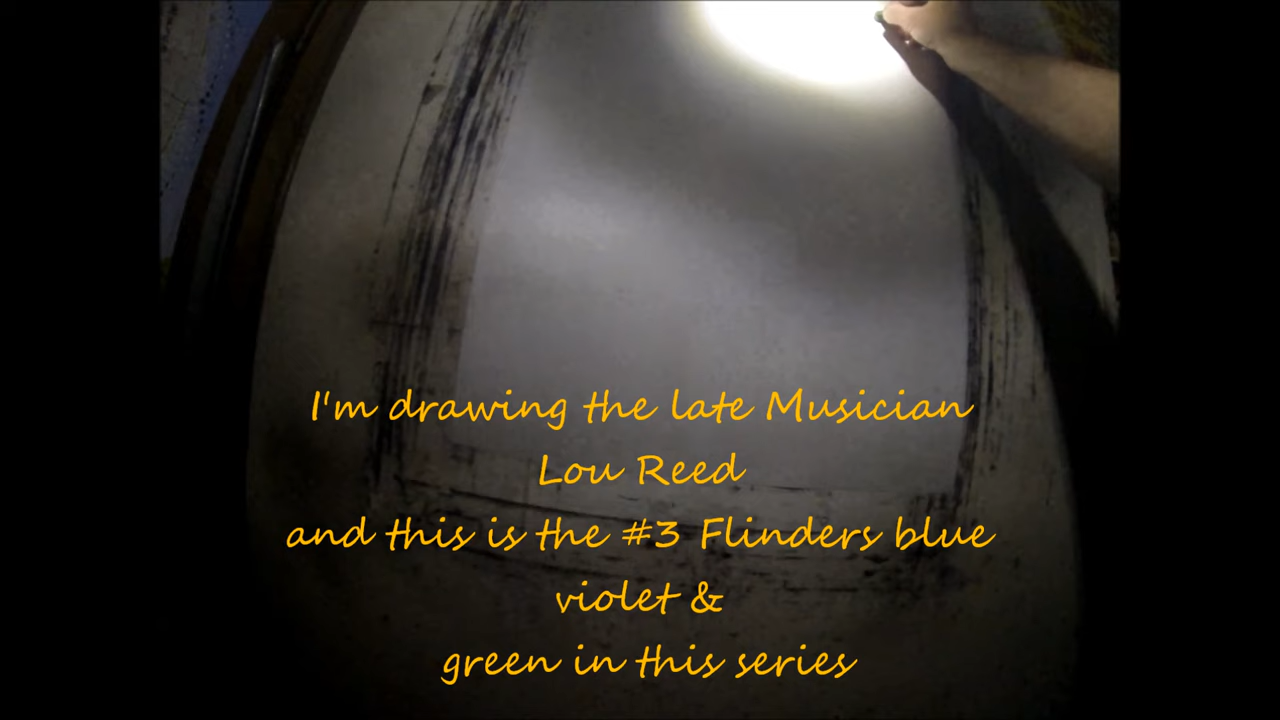 I'm drawing the late Musician
Lou Reed
and this is the #3 Flinders blue
violet &
green in this series